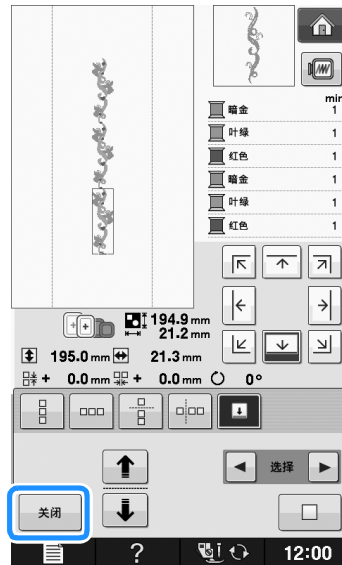 min
暗金 1
叶绿 1
红色 1
暗金 1
叶绿 1
红色 1
194.9 mm
21.2 mm
195.0 mm 21.3 mm
+ 0.0 mm + 0.0 mm 0°
选择
关闭
? 12:00